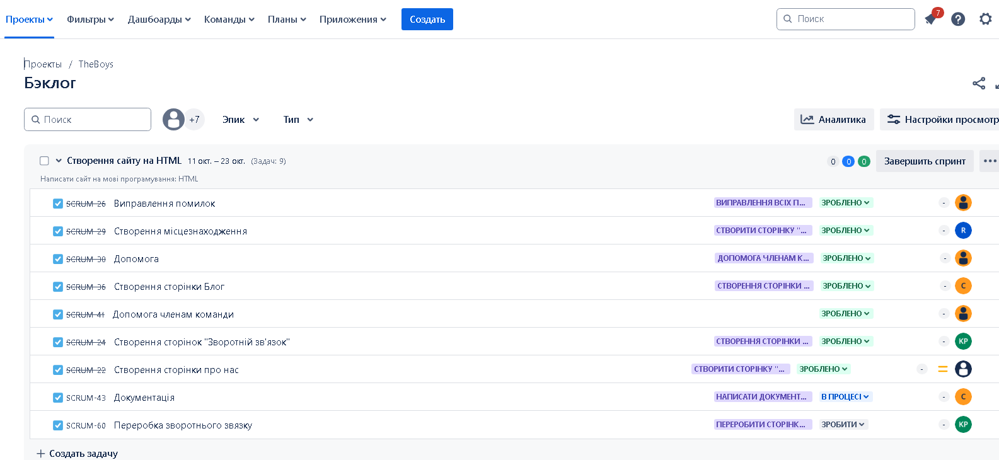 Проекты Фильтры Дашбоарды Команды Планы Приложения Создать Поиск 7
Проекты / TheBoys
Бэклог
Поиск +7 Эпик Тип Аналитика Настройки просмотр
Створення сайту на HTML 11 окт. – 23 окт. (Задач: 9) 0 0 0 Завершить спринт
Написати сайт на мові програмування: HTML
SCRUM-26 Виправлення помилок ВИПРАВЛЕННЯ ВСІХ П... ЗРОБЛЕНО -
SCRUM-29 Створення місцезнаходження СТВОРИТИ СТОРІНКУ "... ЗРОБЛЕНО - R
SCRUM-30 Допомога ДОПОМОГА ЧЛЕНАМ К... ЗРОБЛЕНО -
SCRUM-36 Створення сторінки Блог СТВОРЕННЯ СТОРІНКИ ... ЗРОБЛЕНО - C
SCRUM-41 Допомога членам команди ЗРОБЛЕНО -
SCRUM-24 Створення сторінок "Зворотній зв'язок" СТВОРЕННЯ СТОРІНКИ ... ЗРОБЛЕНО - KP
SCRUM-22 Створення сторінки про нас СТВОРИТИ СТОРІНКУ "... ЗРОБЛЕНО -
SCRUM-43 Документація НАПИСАТИ ДОКУМЕНТ... В ПРОЦЕСІ - C
SCRUM-60 Переробка зворотнього звязку ПЕРЕРОБИТИ СТОРІНК... ЗРОБИТИ - KP
+ Создать задачу